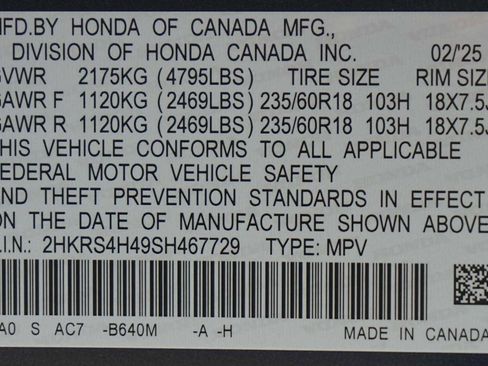 MFD.BY HONDA OF CANADA MFG.,
DIVISION OF HONDA CANADA INC. 02/'25
GVWR 2175KG (4795LBS) TIRE SIZE RIM SIZE
GAWR F 1120KG (2469LBS) 235/60R18 103H 18X7.5J
GAWR R 1120KG (2469LBS) 235/60R18 103H 18X7.5J
THIS VEHICLE CONFORMS TO ALL APPLICABLE
FEDERAL MOTOR VEHICLE SAFETY
AND THEFT PREVENTION STANDARDS IN EFFECT
ON THE DATE OF MANUFACTURE SHOWN ABOVE.
V.I.N.: 2HKRS4H49SH467729 TYPE: MPV
A0 S AC7 -B640M -A -H MADE IN CANADA